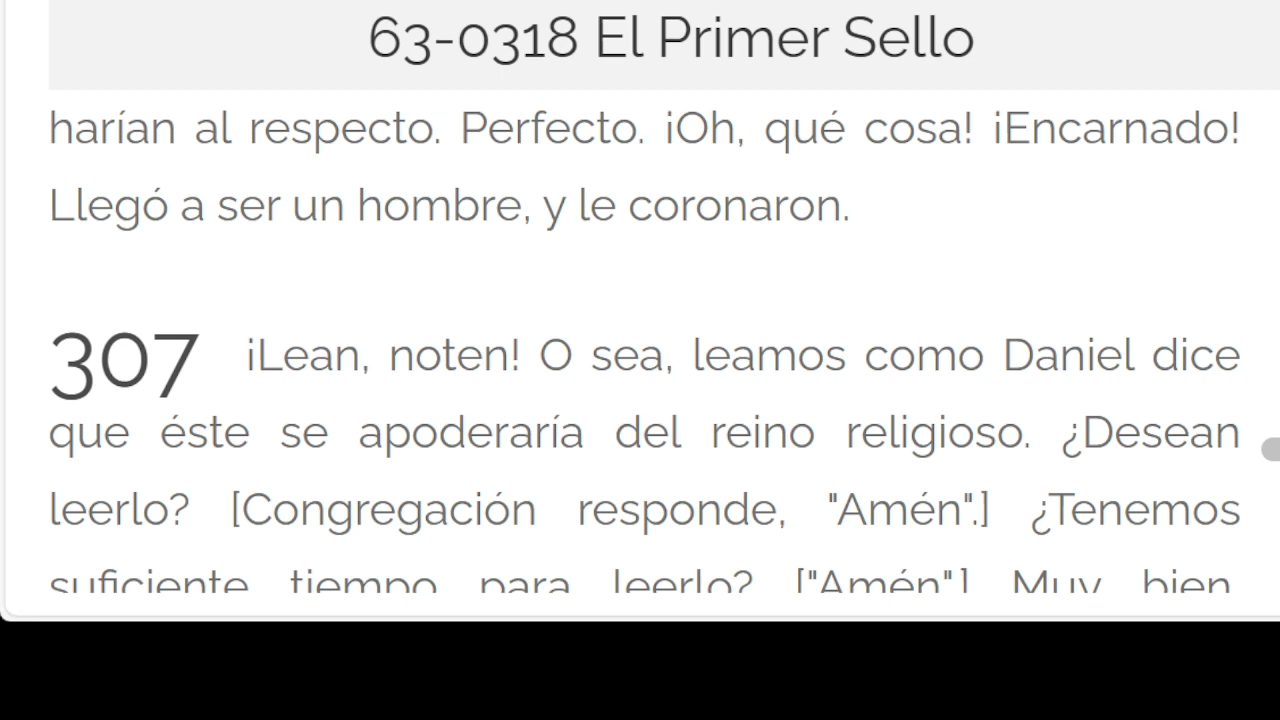 63-0318 El Primer Sello
harían al respecto. Perfecto. ¡Oh, qué cosa! ¡Encarnado!
Llegó a ser un hombre, y le coronaron.
307 ¡Lean, noten! O sea, leamos como Daniel dice
que éste se apoderaría del reino religioso. ¿Desean
leerlo? [Congregación responde, "Amén".] ¿Tenemos
suficiente tiempo para leerlo? ["Amén"] Muy bien.